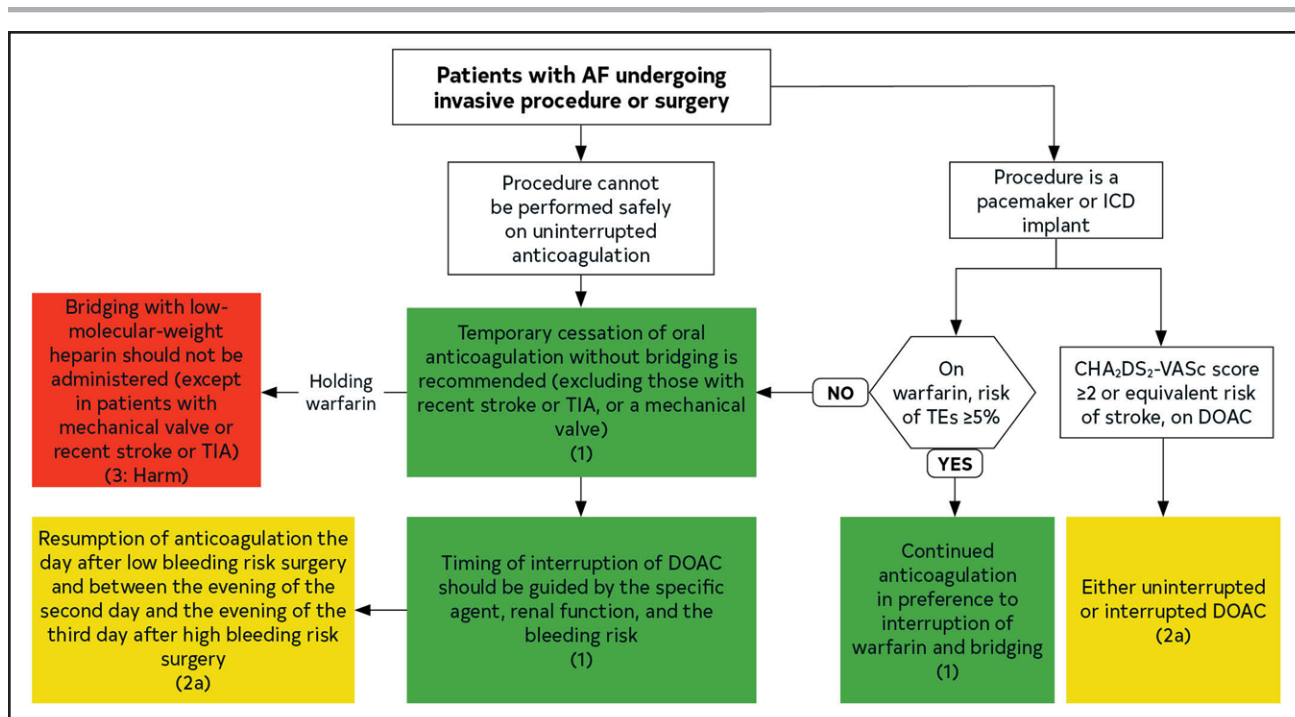 Patients with AF undergoing
invasive procedure or surgery
Procedure cannot
be performed safely
on uninterrupted
anticoagulation
Procedure is a
pacemaker or ICD
implant
Bridging with low-
molecular-weight
heparin should not be
administered (except
in patients with
mechanical valve or
recent stroke or TIA)
(3: Harm)
Holding
warfarin
Temporary cessation of oral
anticoagulation without bridging is
recommended (excluding those with
recent stroke or TIA, or a mechanical
valve)
(1)
NO
On
warfarin, risk
of TEs ≥5%
YES
CHA₂DS₂-VASc score
≥2 or equivalent risk
of stroke, on DOAC
Resumption of anticoagulation the
day after low bleeding risk surgery
and between the evening of the
second day and the evening of the
third day after high bleeding risk
surgery
(2a)
Timing of interruption of DOAC
should be guided by the specific
agent, renal function, and the
bleeding risk
(1)
Continued
anticoagulation
in preference to
interruption of
warfarin and bridging
(1)
Either uninterrupted
or interrupted DOAC
(2a)